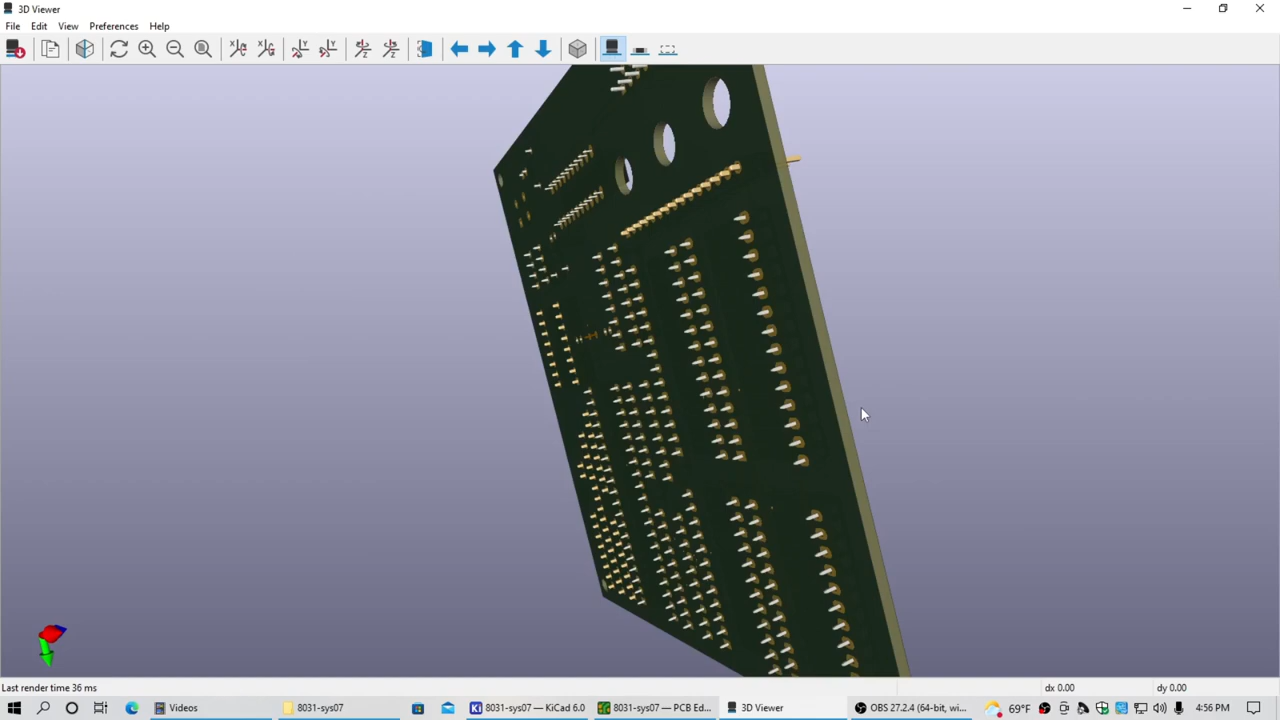 3D Viewer
File Edit View Preferences Help
Last render time 36 ms
dx 0.00
dy 0.00
Videos
8031-sys07
8031-sys07 — KiCad 6.0
8031-sys07 — PCB Ed...
3D Viewer
OBS 27.2.4 (64-bit, wi...
69°F
4:56 PM